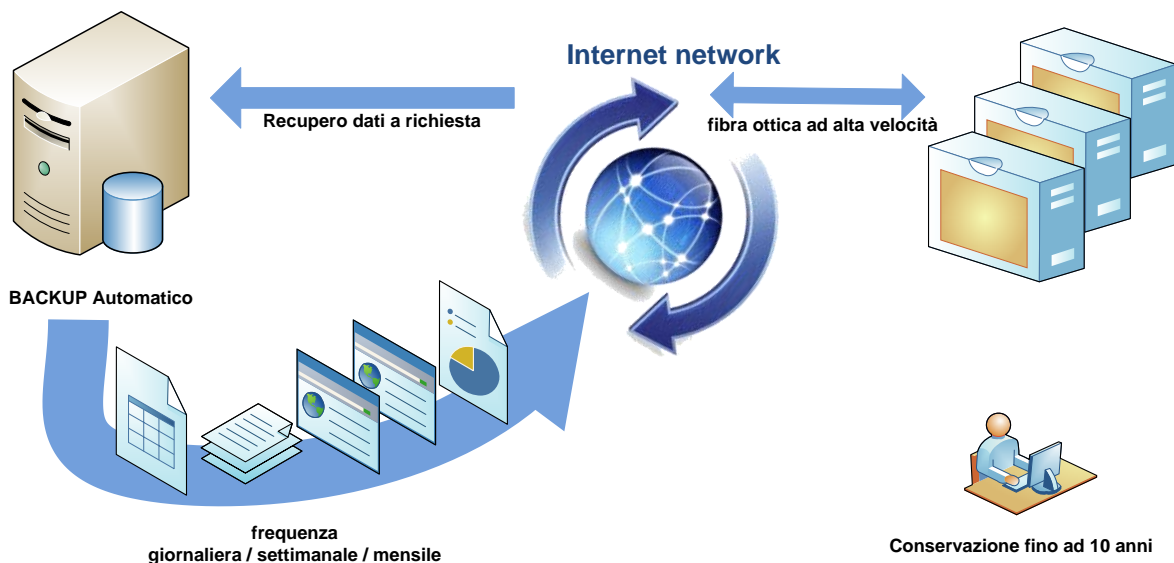 Internet network
Recupero dati a richiesta
fibra ottica ad alta velocità
BACKUP Automatico
frequenza
giornaliera / settimanale / mensile
Conservazione fino ad 10 anni